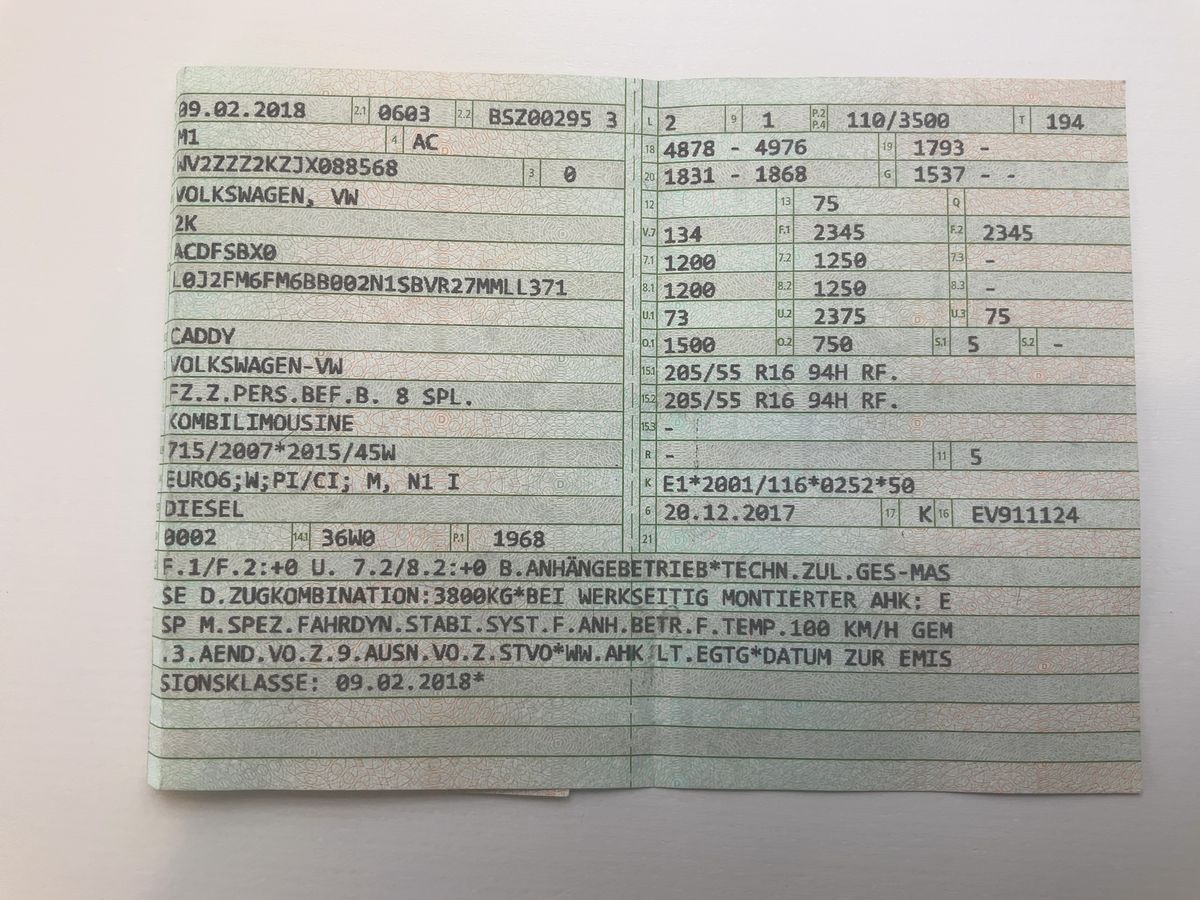 09.02.2018 2.1 0603 2.2 BSZ00295 3
M1 4 AC
WV2ZZZ2KZJX088568 3 0
VOLKSWAGEN, VW
2K
ACDFSBX0
L0J2FM6FM6BB002N1SBVR27MMLL371
CADDY
VOLKSWAGEN-VW
FZ.Z.PERS.BEF.B. 8 SPL.
KOMBILIMOUSINE
715/2007*2015/45W
EURO6;W;PI/CI; M, N1 I
DIESEL
0002 14.1 36W0 P.1 1968
L 2 9 1 P.2 P.4 110/3500 T 194
18 4878 - 4976 19 1793 -
20 1831 - 1868 G 1537 - -
12 13 75 Q
V.7 134 F.1 2345 F.2 2345
7.1 1200 7.2 1250 7.3 -
8.1 1200 8.2 1250 8.3 -
U.1 73 U.2 2375 U.3 75
O.1 1500 O.2 750 S.1 5 S.2 -
15.1 205/55 R16 94H RF.
15.2 205/55 R16 94H RF.
15.3 -
R - 11 5
K E1*2001/116*0252*50
6 20.12.2017 17 K 16 EV911124
21
F.1/F.2:+0 U. 7.2/8.2:+0 B.ANHÄNGEBETRIEB*TECHN.ZUL.GES-MAS
SE D.ZUGKOMBINATION:3800KG*BEI WERKSEITIG MONTIERTER AHK: E
SP M.SPEZ.FAHRDYN.STABI.SYST.F.ANH.BETR.F.TEMP.100 KM/H GEM
.3.AEND.VO.Z.9.AUSN.VO.Z.STVO*WW.AHK LT.EGTG*DATUM ZUR EMIS
SIONSKLASSE: 09.02.2018*